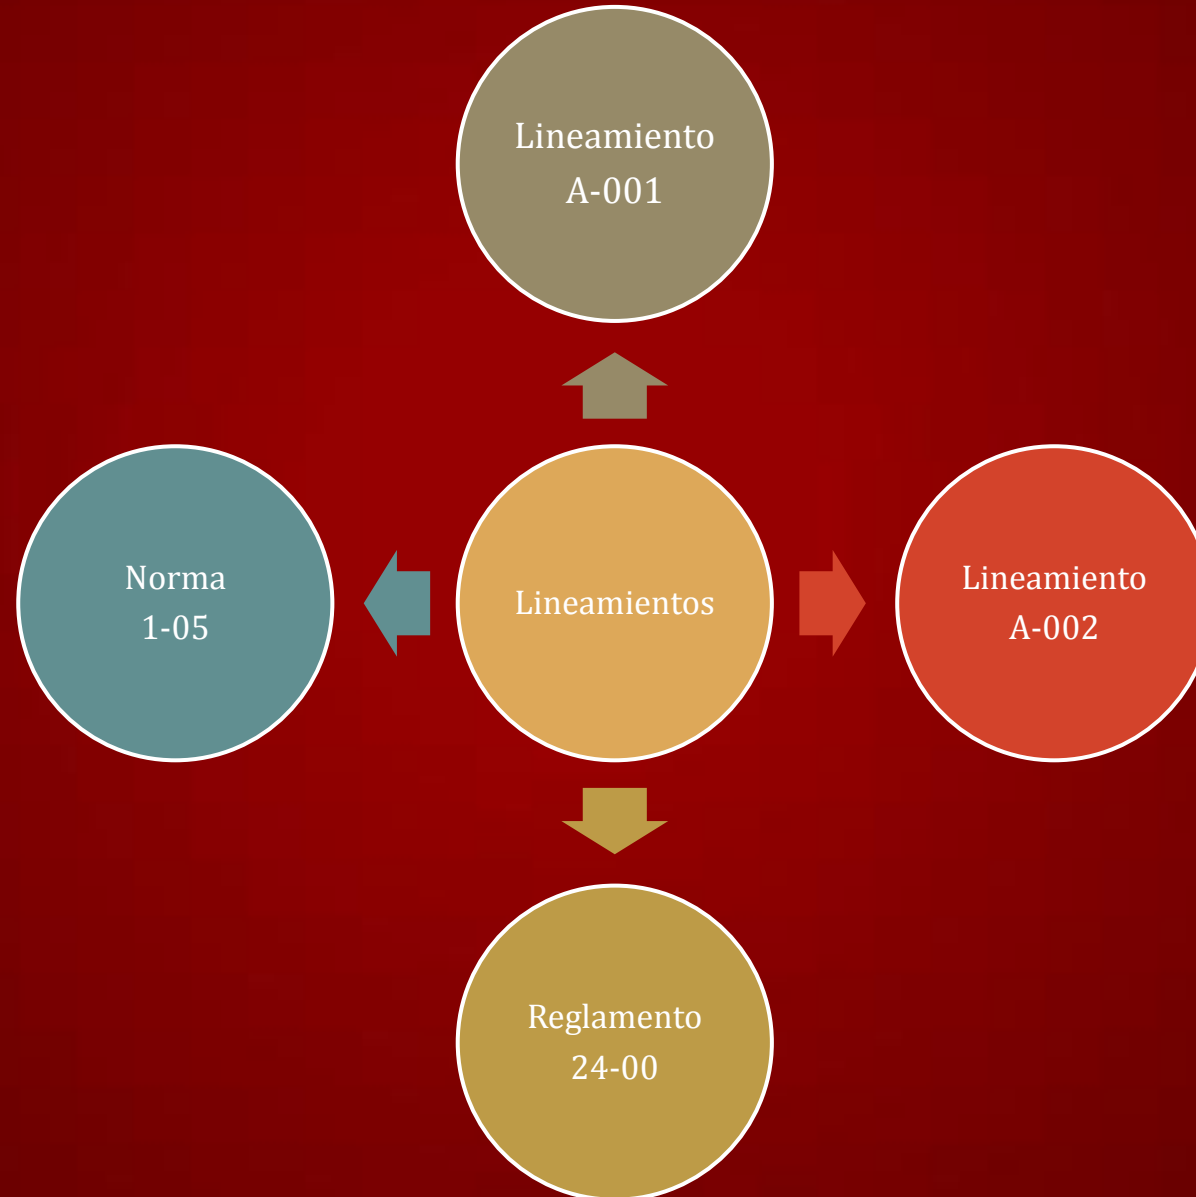 Lineamiento
A-001
Norma
1-05
Lineamientos
Lineamiento
A-002
Reglamento
24-00